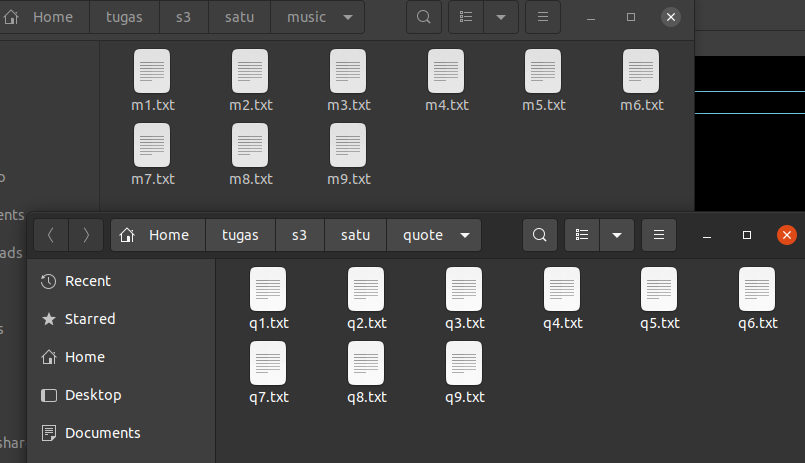 Home tugas s3 satu music
m1.txt m2.txt m3.txt m4.txt m5.txt m6.txt
m7.txt m8.txt m9.txt
ents
ads
s
shar
Home tugas s3 satu quote
Recent
Starred
Home
Desktop
Documents
q1.txt q2.txt q3.txt q4.txt q5.txt q6.txt
q7.txt q8.txt q9.txt